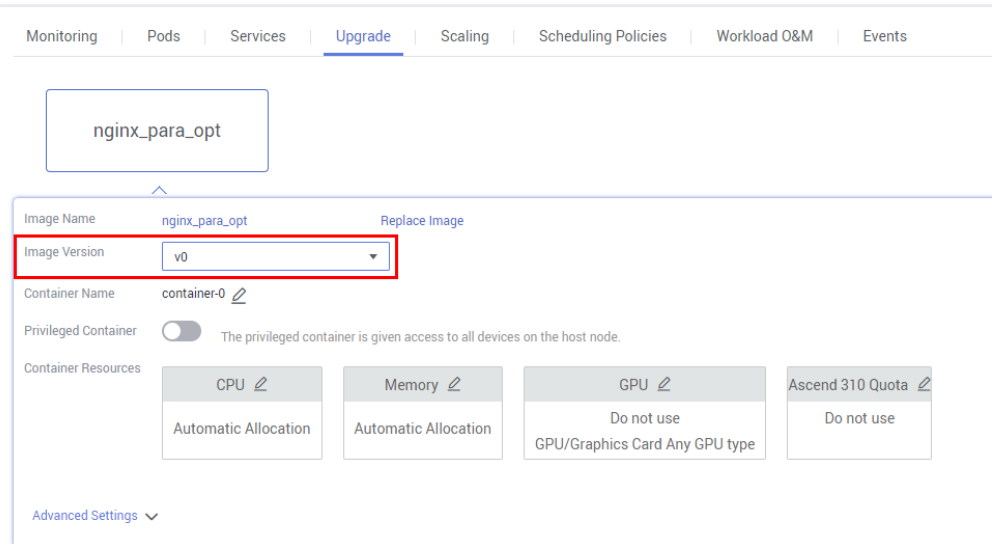 Monitoring Pods Services Upgrade Scaling Scheduling Policies Workload O&M Events
nginx_para_opt
Image Name nginx_para_opt Replace Image
Image Version v0
Container Name container-0
Privileged Container The privileged container is given access to all devices on the host node.
Container Resources
CPU Memory GPU Ascend 310 Quota
Automatic Allocation Automatic Allocation Do not use Do not use
GPU/Graphics Card Any GPU type
Advanced Settings